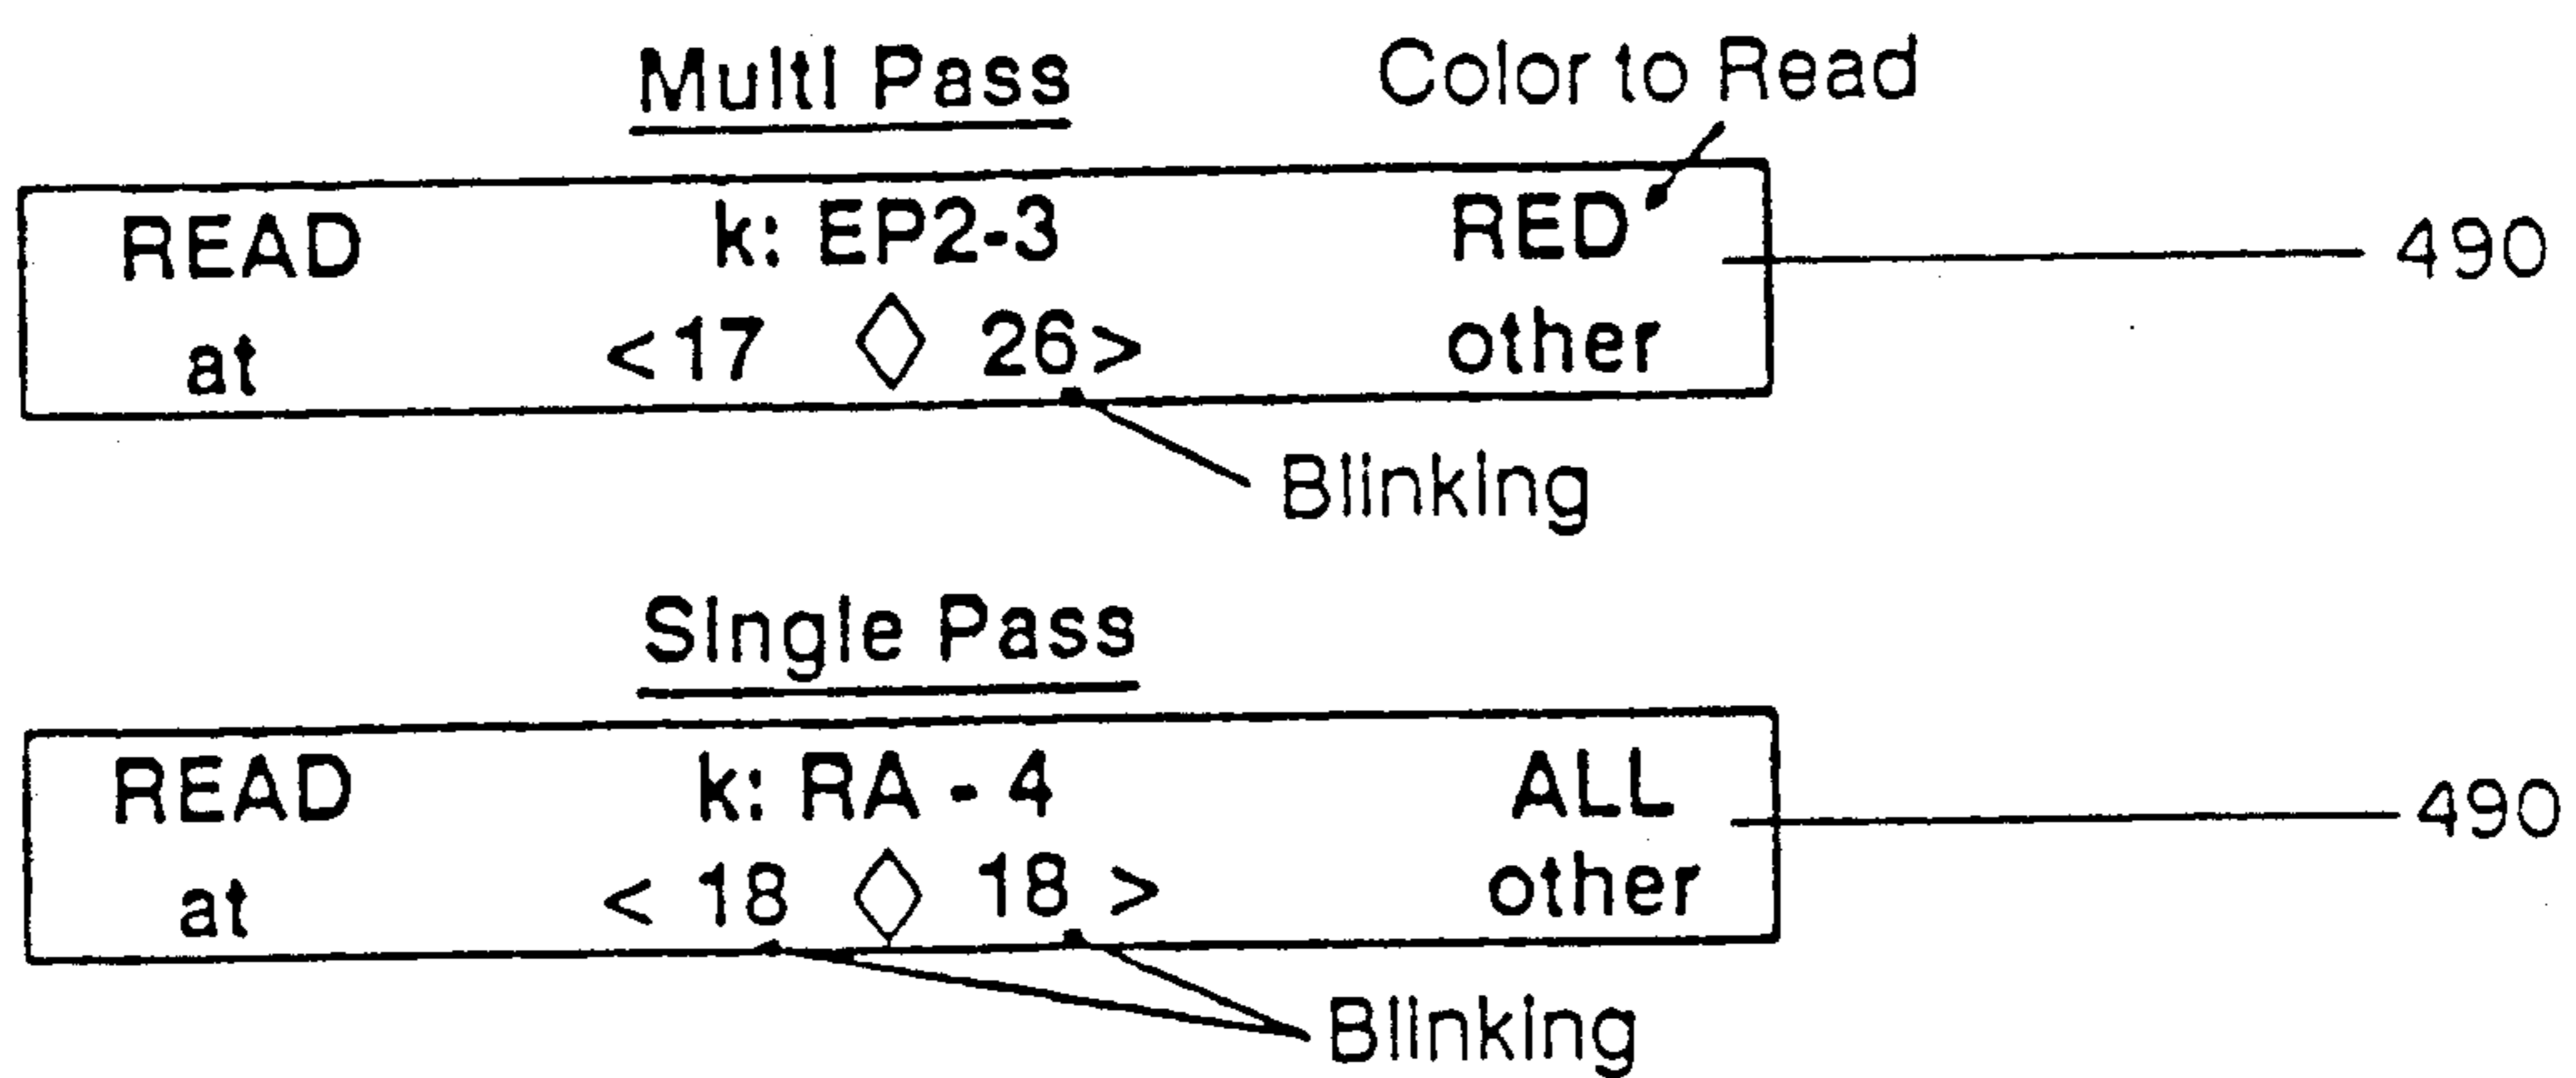 Multi Pass
Color to Read
READ k: EP2-3 RED
490
at <17 ◇ 26> other
Blinking
Single Pass
READ k: RA - 4 ALL
490
at < 18 ◇ 18 > other
Blinking